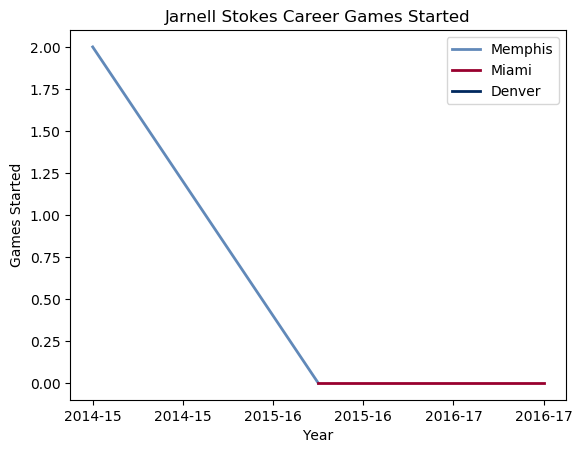 Jarnell Stokes Career Games Started
Memphis
Miami
Denver
2.00
1.75
1.50
1.25
1.00
0.75
0.50
0.25
0.00
Games Started
2014-15 2014-15 2015-16 2015-16 2016-17 2016-17
Year